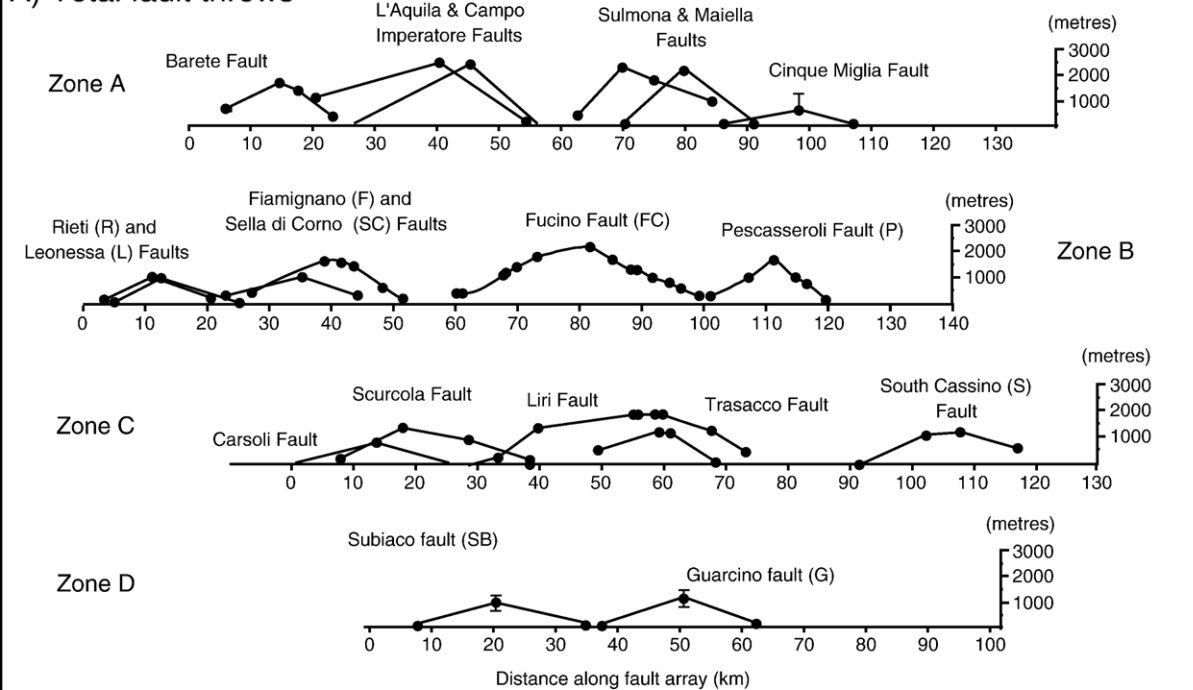 A) Total fault throws
L'Aquila & Campo
Imperatore Faults
Sulmona & Maiella
Faults
(metres)
Barete Fault
Cinque Miglia Fault
Zone A
3000
2000
1000
0 10 20 30 40 50 60 70 80 90 100 110 120 130
Fiamignano (F) and
Sella di Corno (SC) Faults
Rieti (R) and
Leonessa (L) Faults
Fucino Fault (FC)
Pescasseroli Fault (P)
(metres)
Zone B
3000
2000
1000
0 10 20 30 40 50 60 70 80 90 100 110 120 130 140
(metres)
Scurcola Fault
Liri Fault
Trasacco Fault
South Cassino (S)
Fault
Carsoli Fault
Zone C
3000
2000
1000
0 10 20 30 40 50 60 70 80 90 100 110 120 130
(metres)
Subiaco fault (SB)
Guarcino fault (G)
Zone D
3000
2000
1000
0 10 20 30 40 50 60 70 80 90 100
Distance along fault array (km)